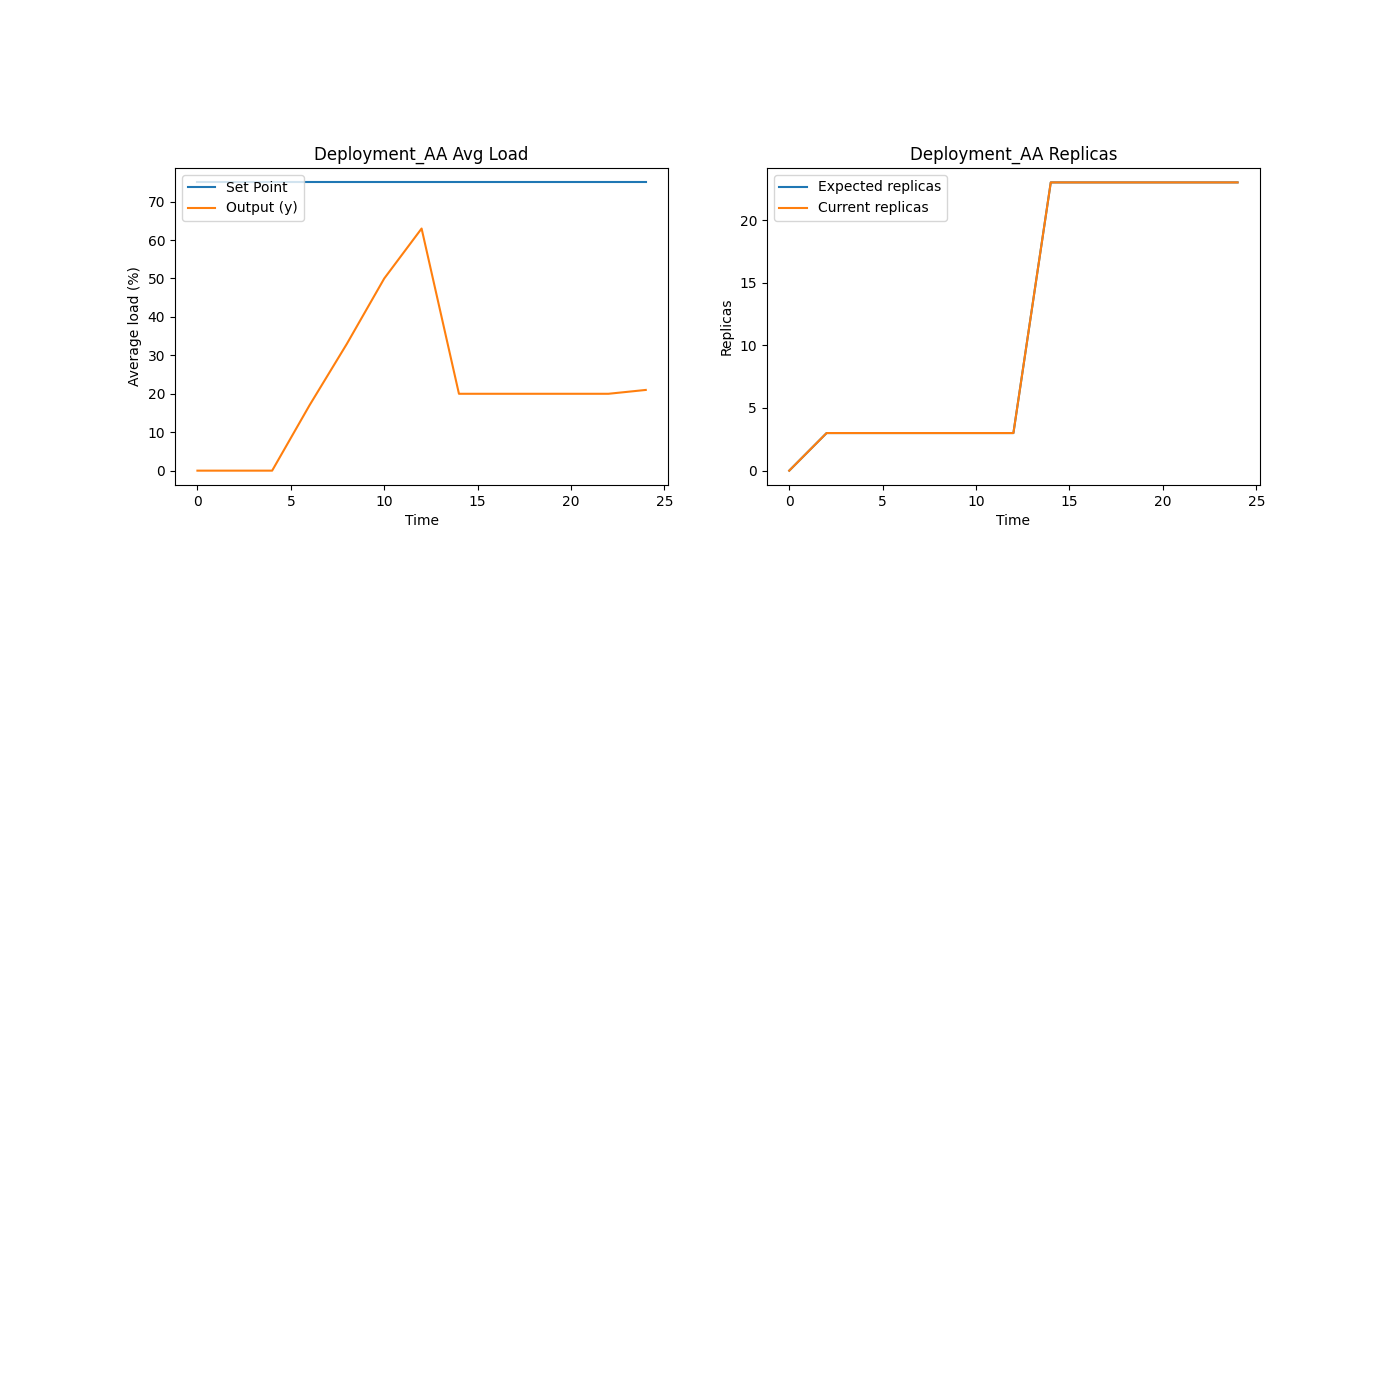 Deployment_AA Avg Load
Set Point
Output (y)
Average load (%)
70
60
50
40
30
20
10
0
0 5 10 15 20 25
Time
Deployment_AA Replicas
Expected replicas
Current replicas
Replicas
20
15
10
5
0
0 5 10 15 20 25
Time